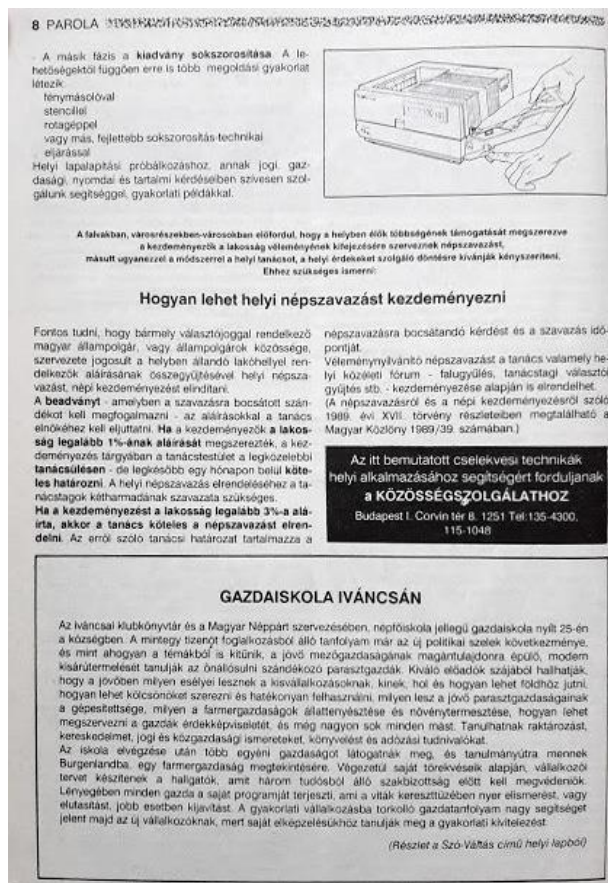 8 PAROLA
A másik fázis a kiadvány sokszorosítása. A le-
hetőségektől függően erre is több megoldási gyakorlat
létezik:
fénymásolóval
stencillel
rotagéppel
vagy más, fejlettebb sokszorosítás-technikai
eljárással
Helyi lapalapítási próbálkozáshoz, annak jogi, gaz-
dasági, nyomdai és tartalmi kérdéseiben szívesen szol-
gálunk segítséggel, gyakorlati példákkal.
A falvakban, városrészekben-városokban előfordul, hogy a helyben élők többségének támogatását megszerezve
a kezdeményezők a lakosság véleményének kifejezésére szerveznek népszavazást,
másutt ugyanezzel a módszerrel a helyi tanácsot, a helyi érdekeket szolgáló döntésre kívánják kényszeríteni.
Ehhez szükséges ismerni:
Hogyan lehet helyi népszavazást kezdeményezni
Fontos tudni, hogy bármely választójoggal rendelkező
magyar állampolgár, vagy állampolgárok közössége,
szervezete jogosult a helyben állandó lakóhellyel ren-
delkezők aláírásának összegyűjtésével helyi népsza-
vazást, népi kezdeményezést elindítani.
A beadványt - amelyben a szavazásra bocsátott szán-
dékot kell megfogalmazni - az aláírásokkal a tanács
elnökéhez kell eljuttatni. Ha a kezdeményezők a lakos-
ság legalább 1%-ának aláírását megszerezték, a kez-
deményezés tárgyában a tanácstestület a legközelebbi
tanácsülésen - de legkésőbb egy hónapon belül köte-
les határozni. A helyi népszavazás elrendeléséhez a ta-
nácstagok kétharmadának szavazata szükséges.
Ha a kezdeményezést a lakosság legalább 3%-a alá-
írta, akkor a tanács köteles a népszavazást elren-
delni. Az erről szóló tanácsi határozat tartalmazza a
népszavazásra bocsátandó kérdést és a szavazás idő-
pontját.
Véleménynyilvánító népszavazást a tanács valamely he-
lyi közéleti fórum - falugyűlés, tanácstagi választói
gyűjtés stb. - kezdeményezése alapján is elrendelhet.
(A népszavazásról és a népi kezdeményezésről szóló
1989. évi XVII. törvény részleteiben megtalálható a
Magyar Közlöny 1989/39. számában.)
Az itt bemutatott cselekvési technikák
helyi alkalmazásához segítségért forduljanak
a KÖZÖSSÉGSZOLGÁLATHOZ
Budapest I. Corvin tér 8. 1251 Tel:135-4300,
115-1048
GAZDAISKOLA IVÁNCSÁN
Az iváncsai klubkönyvtár és a Magyar Néppárt szervezésében, népfőiskola jellegű gazdaiskola nyílt 25-én
a községben. A mintegy tizenöt foglalkozásból álló tanfolyam már az új politikai szelek következménye,
és mint ahogyan a témákból is kitűnik, a jövő mezőgazdaságának magántulajdonra épülő, modern
kisárutermelését tanulják az önállósulni szándékozó parasztgazdák. Kiváló előadók szájából hallhatják,
hogy a jövőben milyen esélyei lesznek a kisvállalkozásoknak, kinek, hol és hogyan lehet földhöz jutni,
hogyan lehet kölcsönöket szerezni és hatékonyan felhasználni, milyen lesz a jövő parasztgazdaságainak
a gépesítettsége, milyen a farmergazdaságok állattenyésztése és növénytermesztése, hogyan lehet
megszervezni a gazdák érdekképviseletét, és még nagyon sok minden mást. Tanulhatnak raktározást,
kereskedelmet, jogi és közgazdasági ismereteket, könyvelést és adózási tudnivalókat.
Az iskola elvégzése után több egyéni gazdaságot látogatnak meg, és tanulmányútra mennek
Burgenlandba, egy farmergazdaság megtekintésére. Végezetül saját törekvéseik alapján, vállalkozói
tervet készítenek a hallgatók, amit három tudósból álló szakbizottság előtt kell megvédeniök.
Lényegében minden gazda a saját programját terjeszti, ami a viták kereszttüzében nyer elismerést, vagy
elutasítást, jobb esetben kijavítást. A gyakorlati vállalkozásba torkolló gazdatanfolyam nagy segítséget
jelent majd az új vállalkozóknak, mert saját elképzelésükhöz tanulják meg a gyakorlati kivitelezést.
(Részlet a Szó-Váltás című helyi lapból)